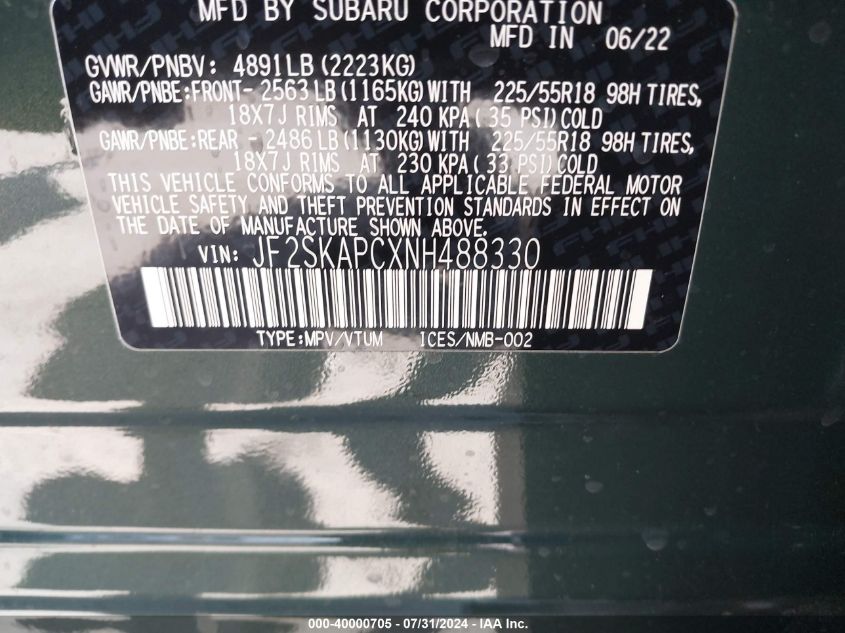 MFD BY SUBARU CORPORATION
MFD IN 06/22
GVWR/PNBV: 4891LB (2223KG)
GAWR/PNBE:FRONT- 2563 LB (1165KG) WITH 225/55R18 98H TIRES,
18X7J RIMS AT 240 KPA( 35 PSI) COLD
GAWR/PNBE:REAR - 2486 LB (1130KG) WITH 225/55R18 98H TIRES,
18X7J RIMS AT 230 KPA( 33 PSI) COLD
THIS VEHICLE CONFORMS TO ALL APPLICABLE FEDERAL MOTOR
VEHICLE SAFETY AND THEFT PREVENTION STANDARDS IN EFFECT ON
THE DATE OF MANUFACTURE SHOWN ABOVE.
VIN: JF2SKAPCXNH488330
TYPE:MPV/VTUM ICES/NMB-002
000-40000705 - 07/31/2024 - IAA Inc.